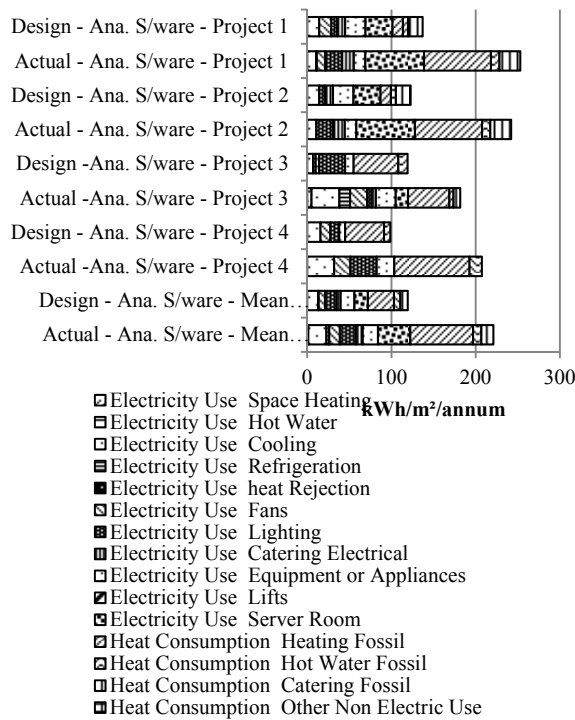 Design - Ana. S/ware - Project 1
Actual - Ana. S/ware - Project 1
Design - Ana. S/ware - Project 2
Actual - Ana. S/ware - Project 2
Design -Ana. S/ware - Project 3
Actual -Ana. S/ware - Project 3
Design -Ana. S/ware - Project 4
Actual -Ana. S/ware - Project 4
Design - Ana. S/ware - Mean…
Actual - Ana. S/ware - Mean…
0 100 200 300
kWh/m²/annum
Electricity Use Space Heating
Electricity Use Hot Water
Electricity Use Cooling
Electricity Use Refrigeration
Electricity Use heat Rejection
Electricity Use Fans
Electricity Use Lighting
Electricity Use Catering Electrical
Electricity Use Equipment or Appliances
Electricity Use Lifts
Electricity Use Server Room
Heat Consumption Heating Fossil
Heat Consumption Hot Water Fossil
Heat Consumption Catering Fossil
Heat Consumption Other Non Electric Use